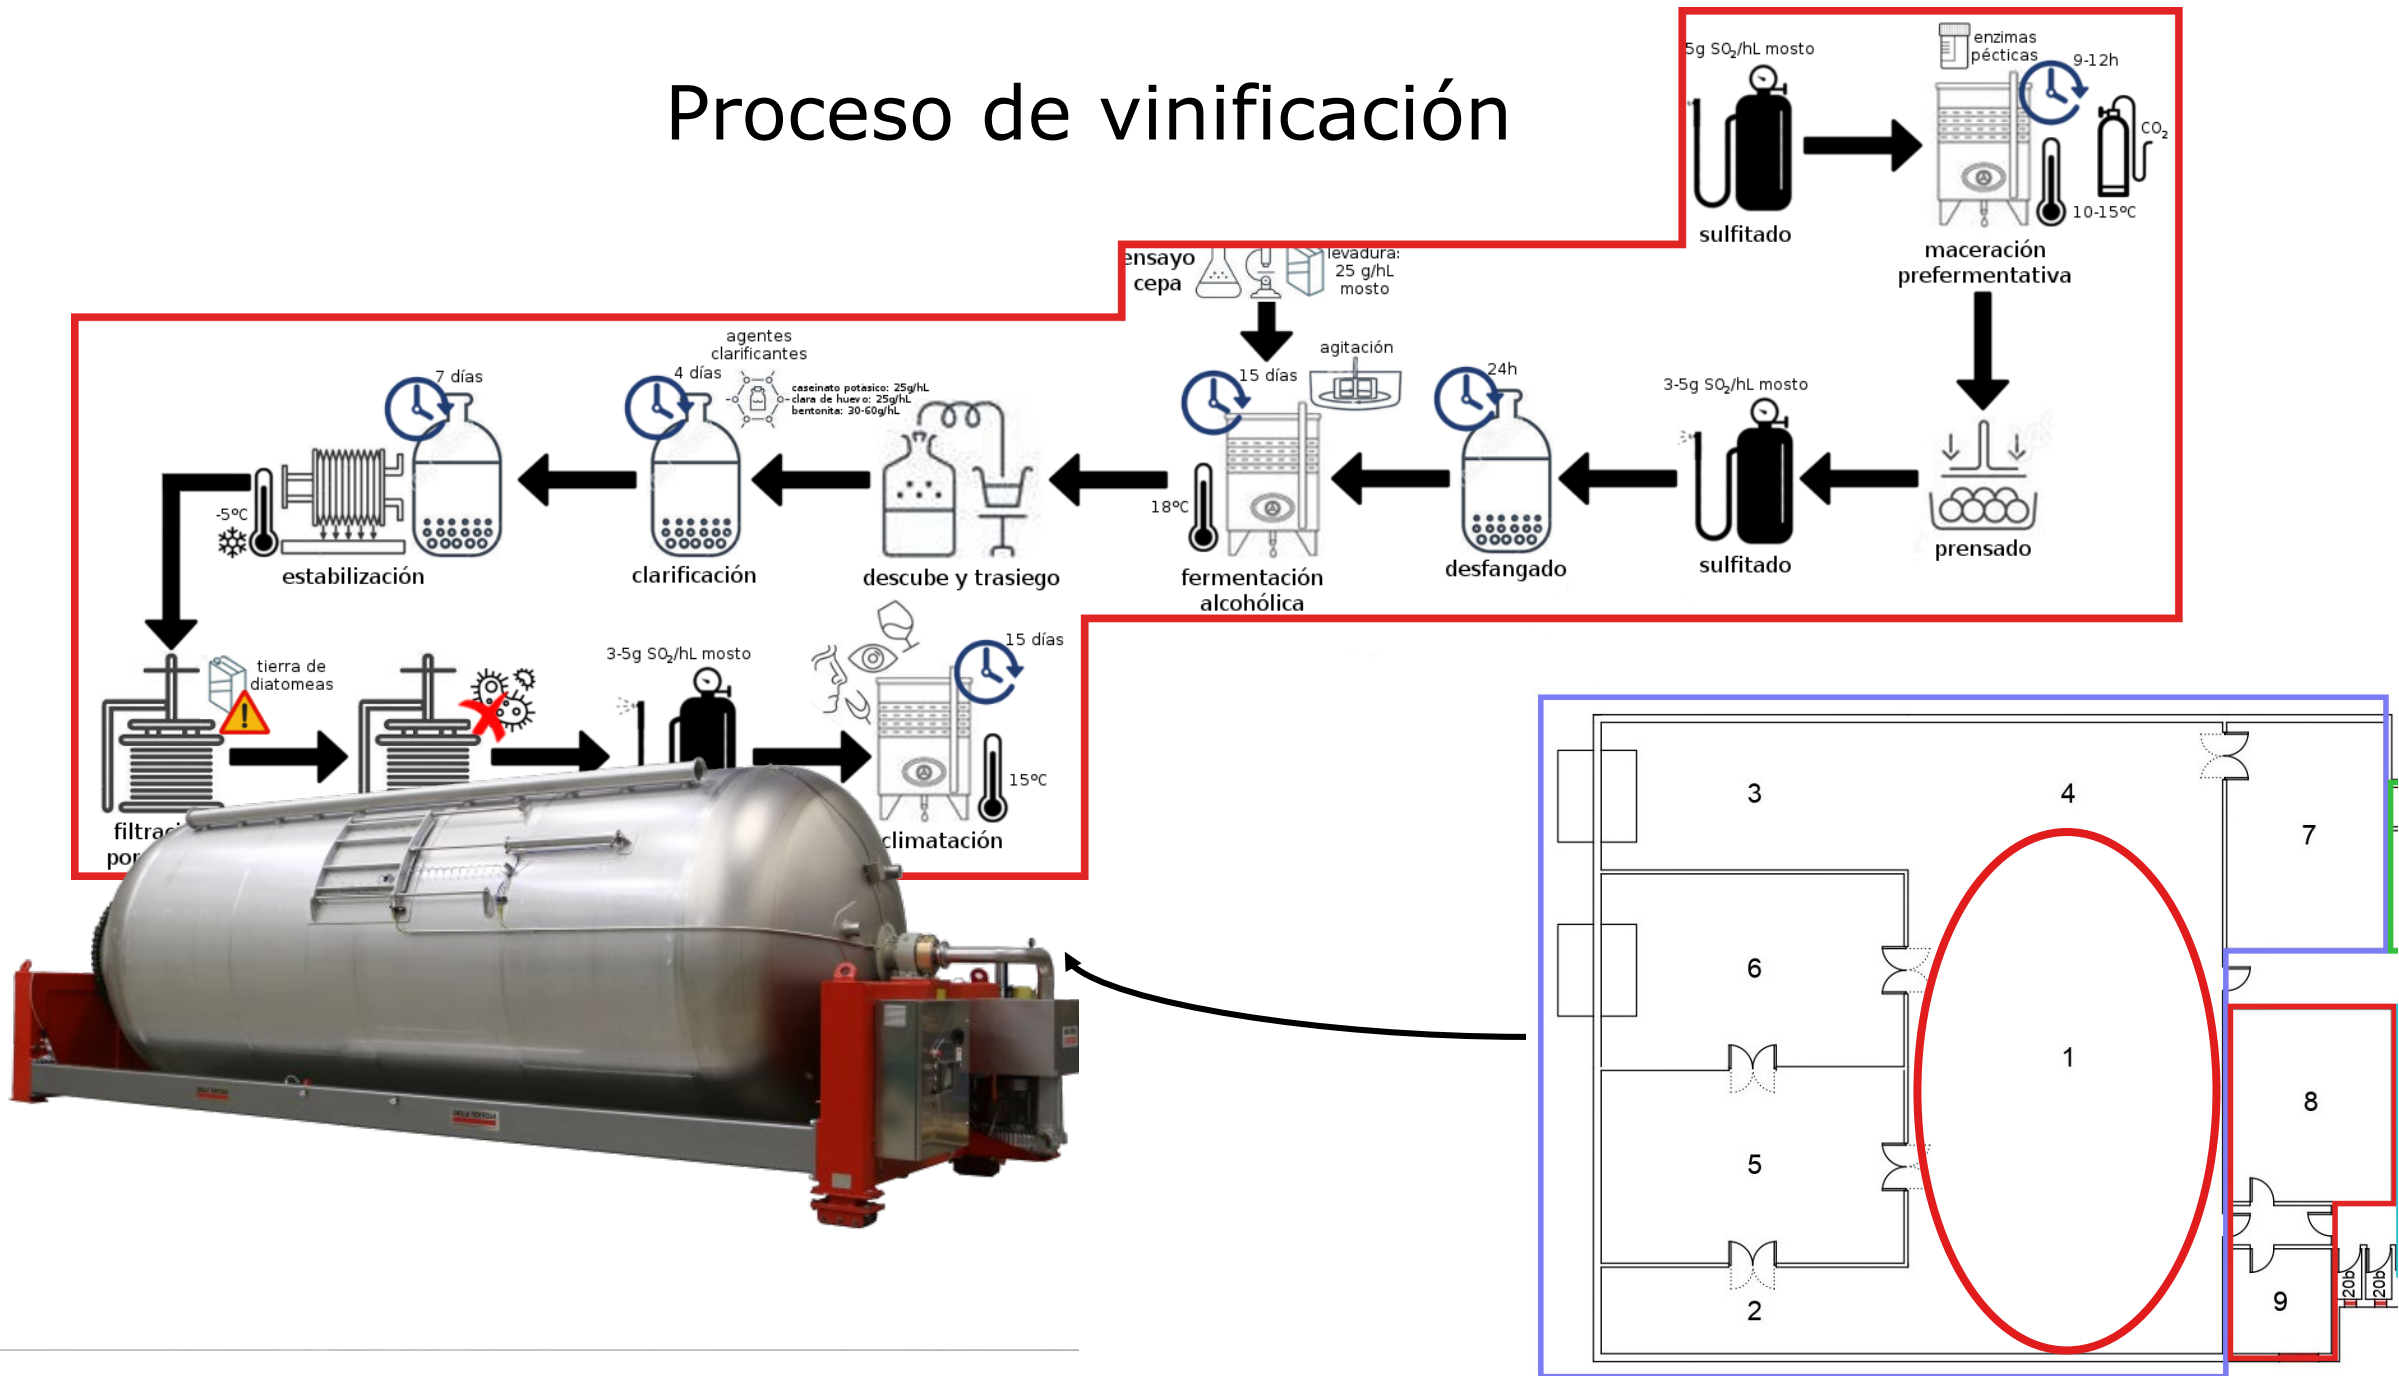 Proceso de vinificación
5g SO2/hL mosto
sulfitado
enzimas
pécticas
9-12h
CO2
10-15ºC
maceración
prefermentativa
ensayo
cepa
levadura:
25 g/hL
mosto
7 días
-5ºC
estabilización
agentes
clarificantes
4 días
caseinato potásico: 25g/hL
clara de huevo: 25g/hL
bentonita: 30-60g/hL
clarificación
descube y trasiego
15 días
agitación
18ºC
fermentación
alcohólica
24h
desfangado
3-5g SO2/hL mosto
sulfitado
prensado
tierra de
diatomeas
3-5g SO2/hL mosto
15 días
15ºC
climatación
3
4
7
6
1
8
5
2
9
20b
20b